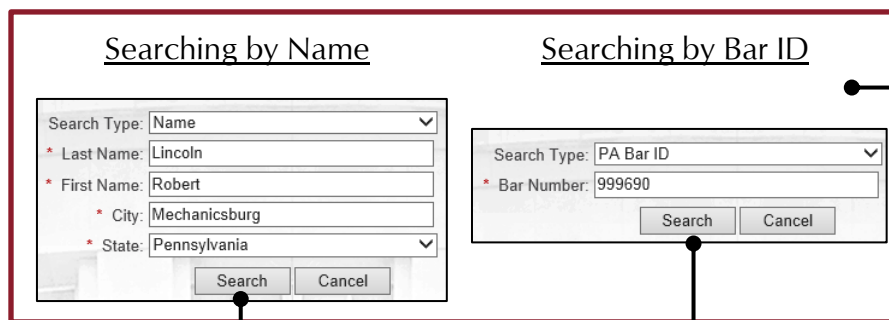 Searching by Name
Search Type: Name
* Last Name: Lincoln
* First Name: Robert
* City: Mechanicsburg
* State: Pennsylvania
Search Cancel
Searching by Bar ID
Search Type: PA Bar ID
* Bar Number: 999690
Search Cancel